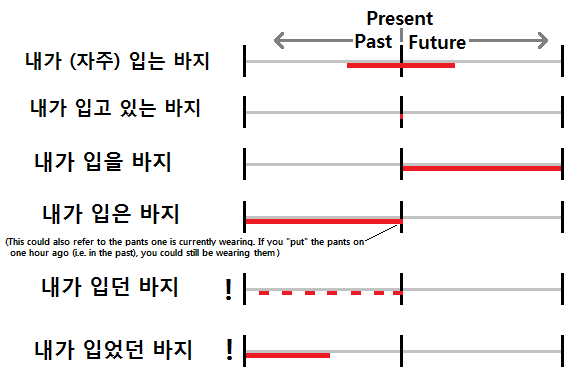 Present
Past Future
내가 (자주) 입는 바지
내가 입고 있는 바지
내가 입을 바지
내가 입은 바지
(This could also refer to the pants one is currently wearing. If you "put" the pants on
one hour ago (i.e. in the past), you could still be wearing them)
내가 입던 바지 !
내가 입었던 바지 !